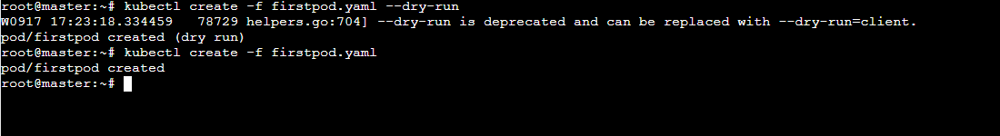 root@master:~# kubectl create -f firstpod.yaml --dry-run
W0917 17:23:18.334459   78729 helpers.go:704] --dry-run is deprecated and can be replaced with --dry-run=client.
pod/firstpod created (dry run)
root@master:~# kubectl create -f firstpod.yaml
pod/firstpod created
root@master:~#